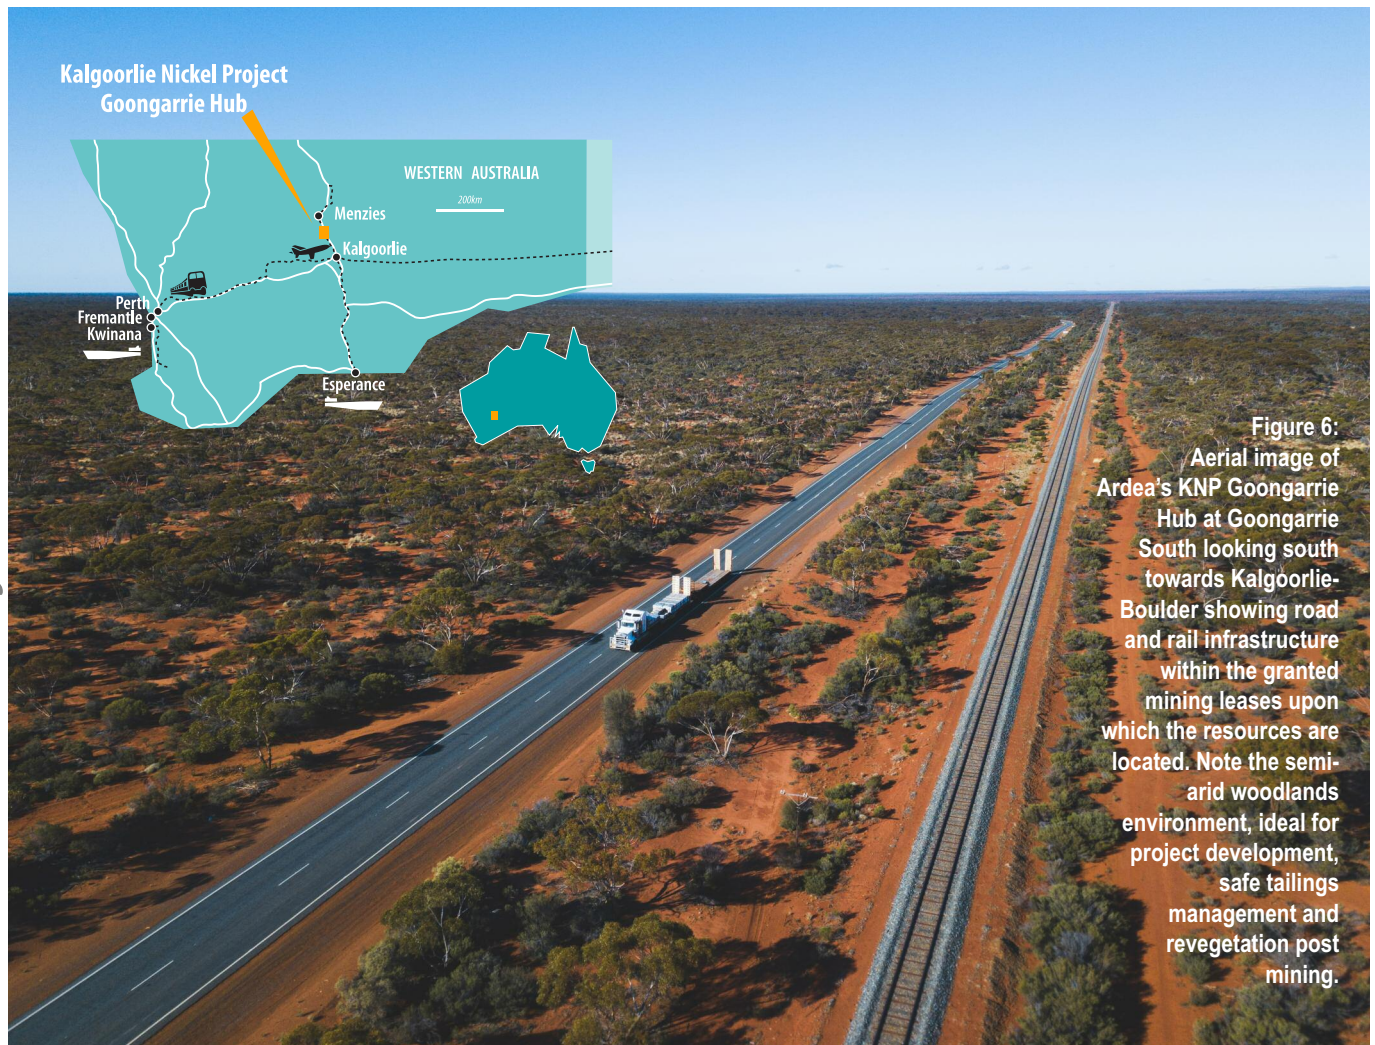 Kalgoorlie Nickel Project
Goongarrie Hub
WESTERN AUSTRALIA
200km
Menzies
Kalgoorlie
Perth
Fremantle
Kwinana
Esperance
Figure 6:
Aerial image of
Ardea's KNP Goongarrie
Hub at Goongarrie
South looking south
towards Kalgoorlie-
Boulder showing road
and rail infrastructure
within the granted
mining leases upon
which the resources are
located. Note the semi-
arid woodlands
environment, ideal for
project development,
safe tailings
management and
revegetation post
mining.